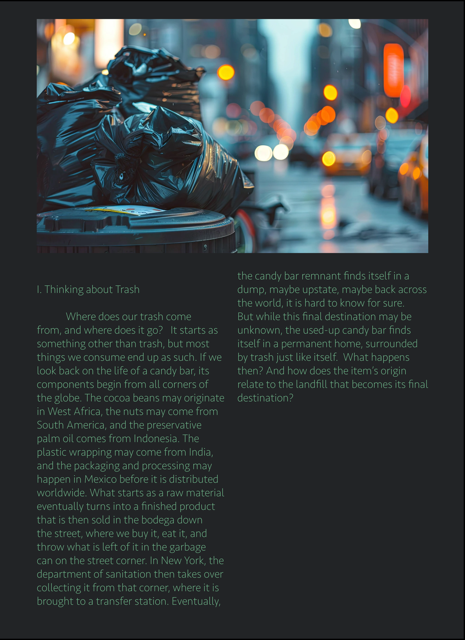 I. Thinking about Trash
Where does our trash come
from, and where does it go?   It starts as
something other than trash, but most
things we consume end up as such. If we
look back on the life of a candy bar, its
components begin from all corners of
the globe. The cocoa beans may originate
in West Africa, the nuts may come from
South America, and the preservative
palm oil comes from Indonesia. The
plastic wrapping may come from India,
and the packaging and processing may
happen in Mexico before it is distributed
worldwide. What starts as a raw material
eventually turns into a finished product
that is then sold in the bodega down
the street, where we buy it, eat it, and
throw what is left of it in the garbage
can on the street corner. In New York, the
department of sanitation then takes over
collecting it from that corner, where it is
brought to a transfer station. Eventually,
the candy bar remnant finds itself in a
dump, maybe upstate, maybe back across
the world, it is hard to know for sure.
But while this final destination may be
unknown, the used-up candy bar finds
itself in a permanent home, surrounded
by trash just like itself.  What happens
then? And how does the item's origin
relate to the landfill that becomes its final
destination?